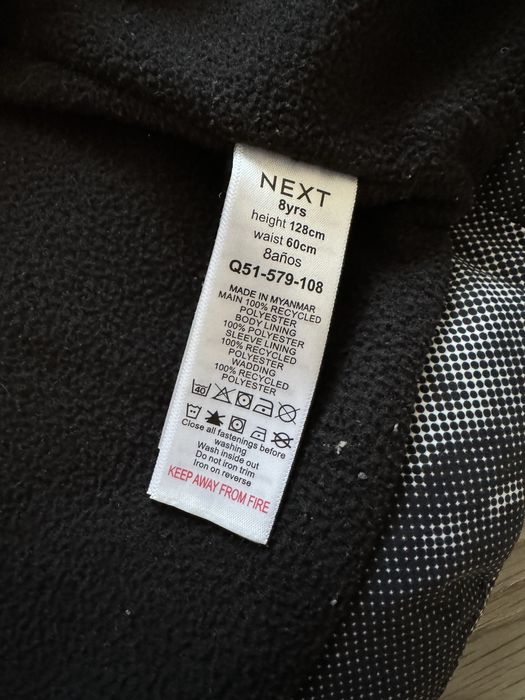 NEXT
8yrs
height 128cm
waist 60cm
8años
Q51-579-108
MADE IN MYANMAR
MAIN 100% RECYCLED
POLYESTER
BODY LINING
100% POLYESTER
SLEEVE LINING
100% RECYCLED
POLYESTER
WADDING
100% RECYCLED
POLYESTER
40
Close all fastenings before
washing
Wash inside out
Do not iron trim
Iron on reverse
KEEP AWAY FROM FIRE